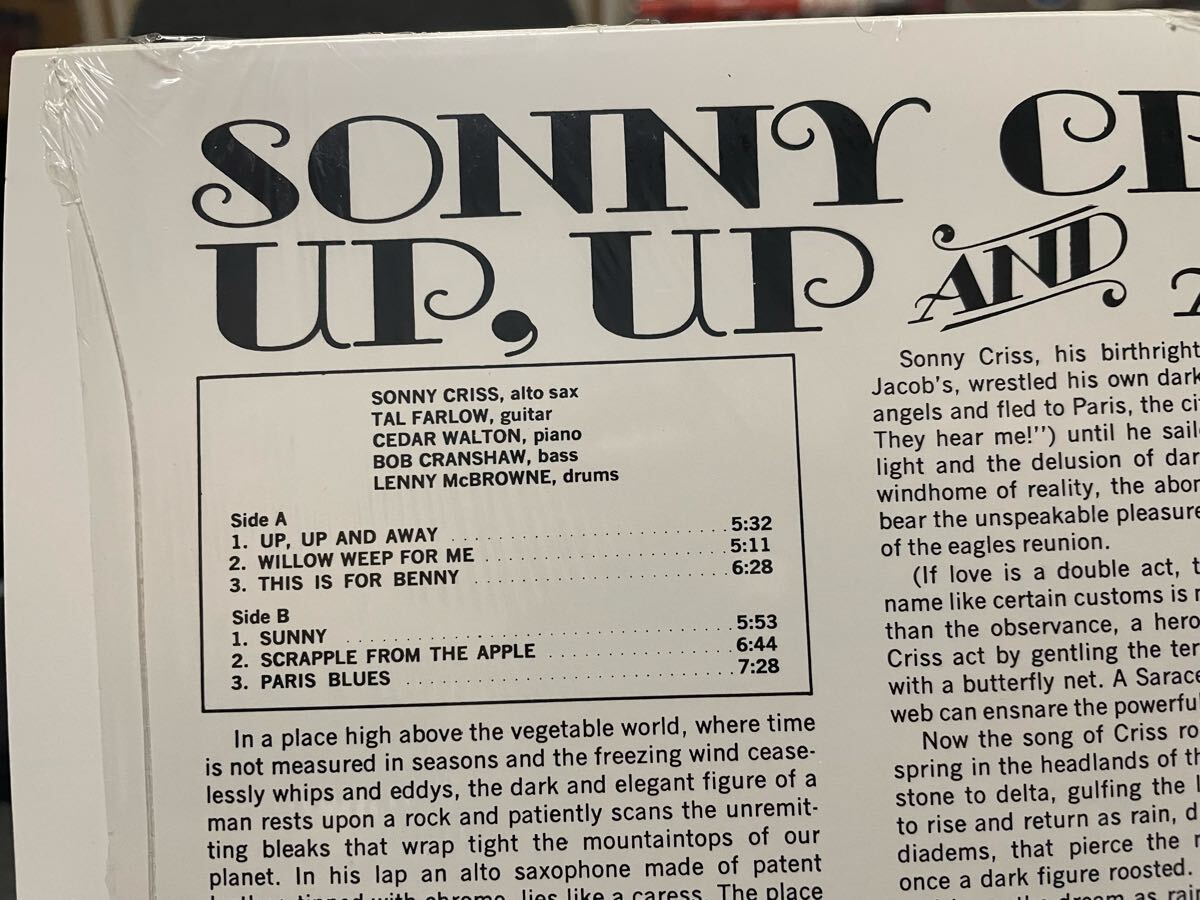 SONNY
UP, UP AND
SONNY CRISS, alto sax
TAL FARLOW, guitar
CEDAR WALTON, piano
BOB CRANSHAW, bass
LENNY McBROWNE, drums
Side A
1. UP, UP AND AWAY 5:32
2. WILLOW WEEP FOR ME 5:11
3. THIS IS FOR BENNY 6:28
Side B
1. SUNNY 5:53
2. SCRAPPLE FROM THE APPLE 6:44
3. PARIS BLUES 7:28
In a place high above the vegetable world, where time
is not measured in seasons and the freezing wind cease-
lessly whips and eddys, the dark and elegant figure of a
man rests upon a rock and patiently scans the unremit-
ting bleaks that wrap tight the mountaintops of our
planet. In his lap an alto saxophone made of patent
tipped with chrome, lies like a caress. The place
Sonny Criss, his birthright
Jacob's, wrestled his own dark
angels and fled to Paris, the
They hear me!") until he
light and the delusion of
windhome of reality, the
bear the unspeakable pleasure
of the eagles reunion.
(If love is a double act,
name like certain customs is
than the observance, a hero
Criss act by gentling the
with a butterfly net. A
web can ensnare the powerful
Now the song of Criss
spring in the headlands of
stone to delta, gulfing the
to rise and return as rain,
diadems, that pierce the
once a dark figure roosted.
the dream as